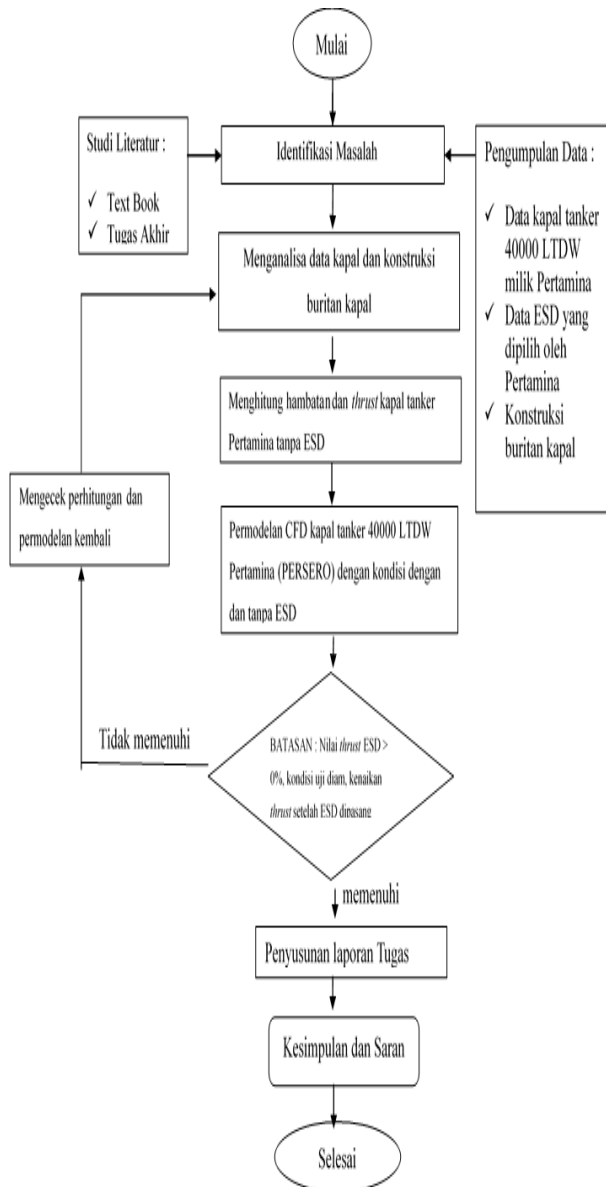 Mulai
Studi Literatur :
✓ Text Book
✓ Tugas Akhir
Identifikasi Masalah
Pengumpulan Data :
✓ Data kapal tanker
40000 LTDW
milik Pertamina
✓ Data ESD yang
dipilih oleh
Pertamina
✓ Konstruksi
buritan kapal
Menganalisa data kapal dan konstruksi
buritan kapal
Menghitung hambatan dan thrust kapal tanker
Pertamina tanpa ESD
Mengecek perhitungan dan
permodelan kembali
Permodelan CFD kapal tanker 40000 LTDW
Pertamina (PERSERO) dengan kondisi dengan
dan tanpa ESD
Tidak memenuhi
BATASAN : Nilai thrust ESD >
0%, kondisi uji diam, kenaikan
thrust setelah ESD dipasang
memenuhi
Penyusunan laporan Tugas
Kesimpulan dan Saran
Selesai